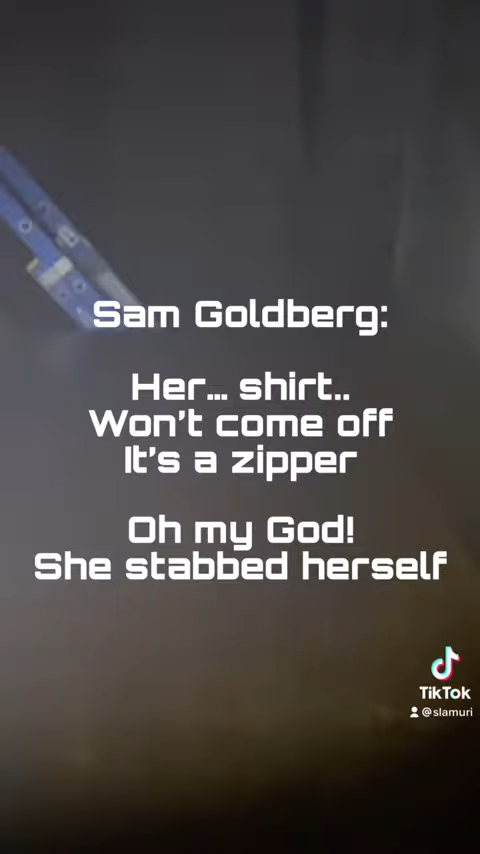 Sam Goldberg:
Her... shirt..
Won't come off
It's a zipper
Oh my God!
She stabbed herself
TikTok
@slamuri